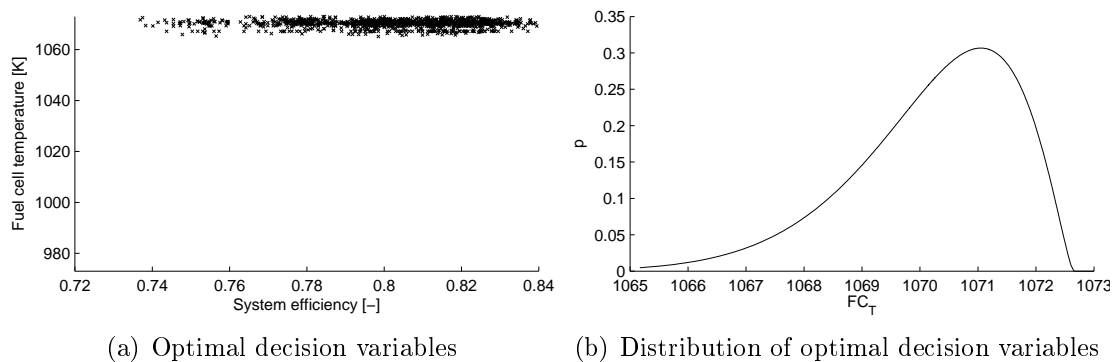 Fuel cell temperature [K]
1060
1040
1020
1000
980
0.72 0.74 0.76 0.78 0.8 0.82 0.84
System efficiency [−]
(a) Optimal decision variables
p
0.35
0.3
0.25
0.2
0.15
0.1
0.05
0
1065 1066 1067 1068 1069 1070 1071 1072 1073
FC_T
(b) Distribution of optimal decision variables